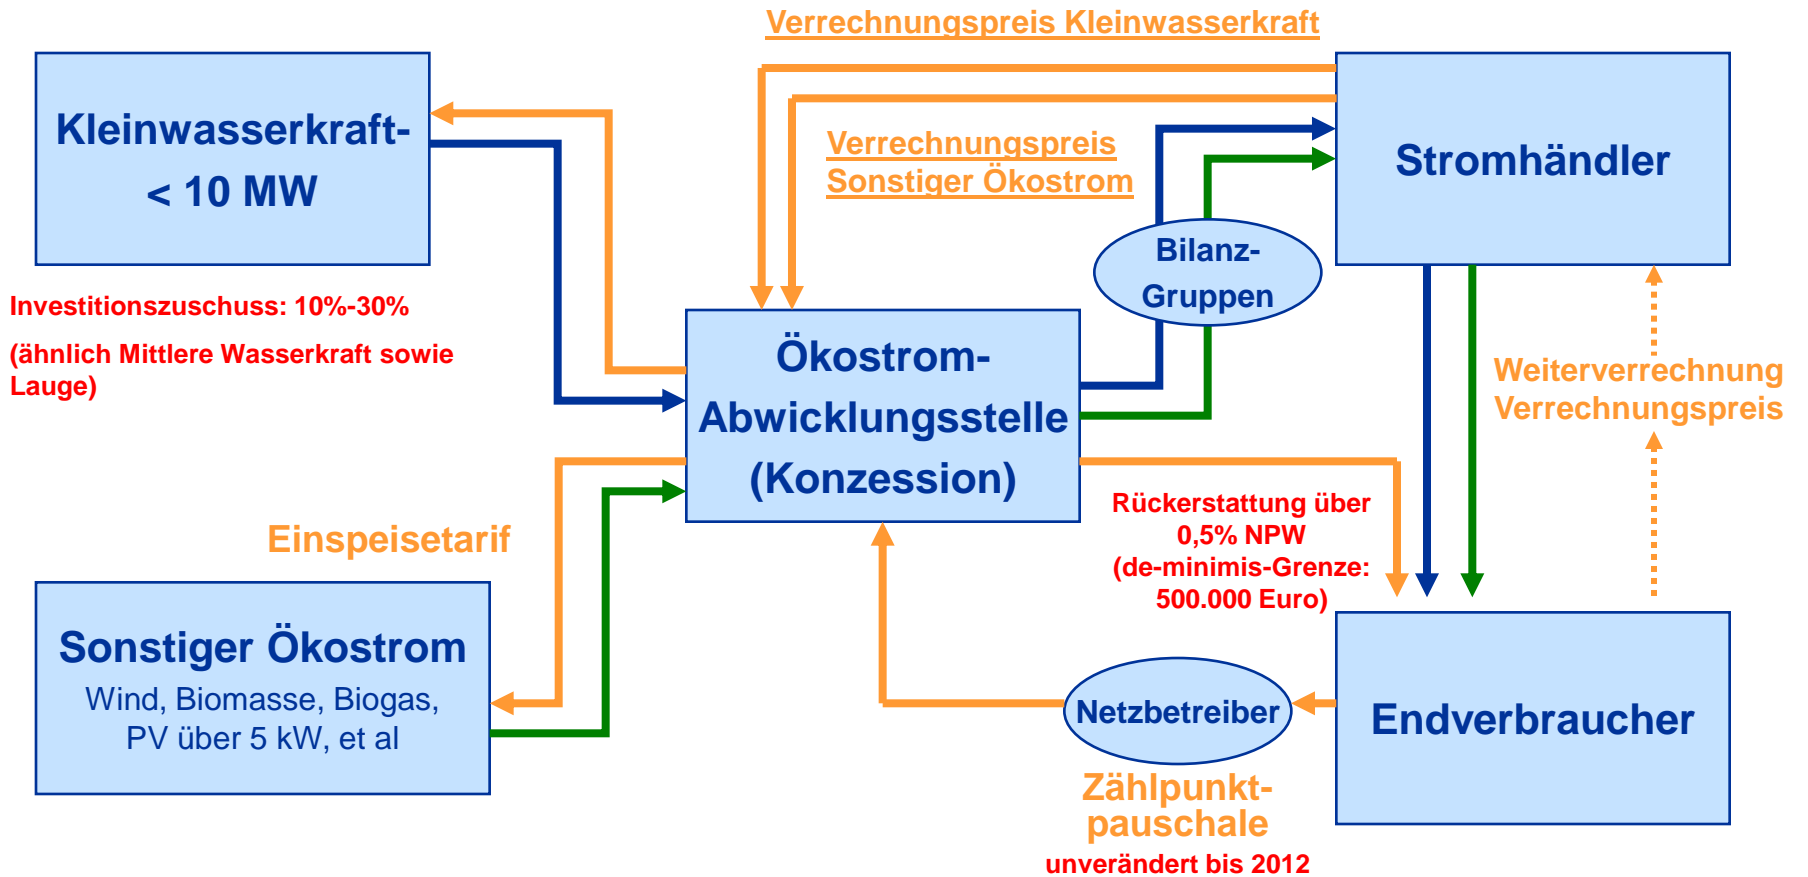 Verrechnungspreis Kleinwasserkraft
Kleinwasserkraft-
< 10 MW
Verrechnungspreis
Sonstiger Ökostrom
Stromhändler
Bilanz-
Gruppen
Investitionszuschuss: 10%-30%
(ähnlich Mittlere Wasserkraft sowie
Lauge)
Ökostrom-
Abwicklungsstelle
(Konzession)
Weiterverrechnung
Verrechnungspreis
Einspeisetarif
Rückerstattung über
0,5% NPW
(de-minimis-Grenze:
500.000 Euro)
Sonstiger Ökostrom
Wind, Biomasse, Biogas,
PV über 5 kW, et al
Netzbetreiber
Endverbraucher
Zählpunkt-
pauschale
unverändert bis 2012